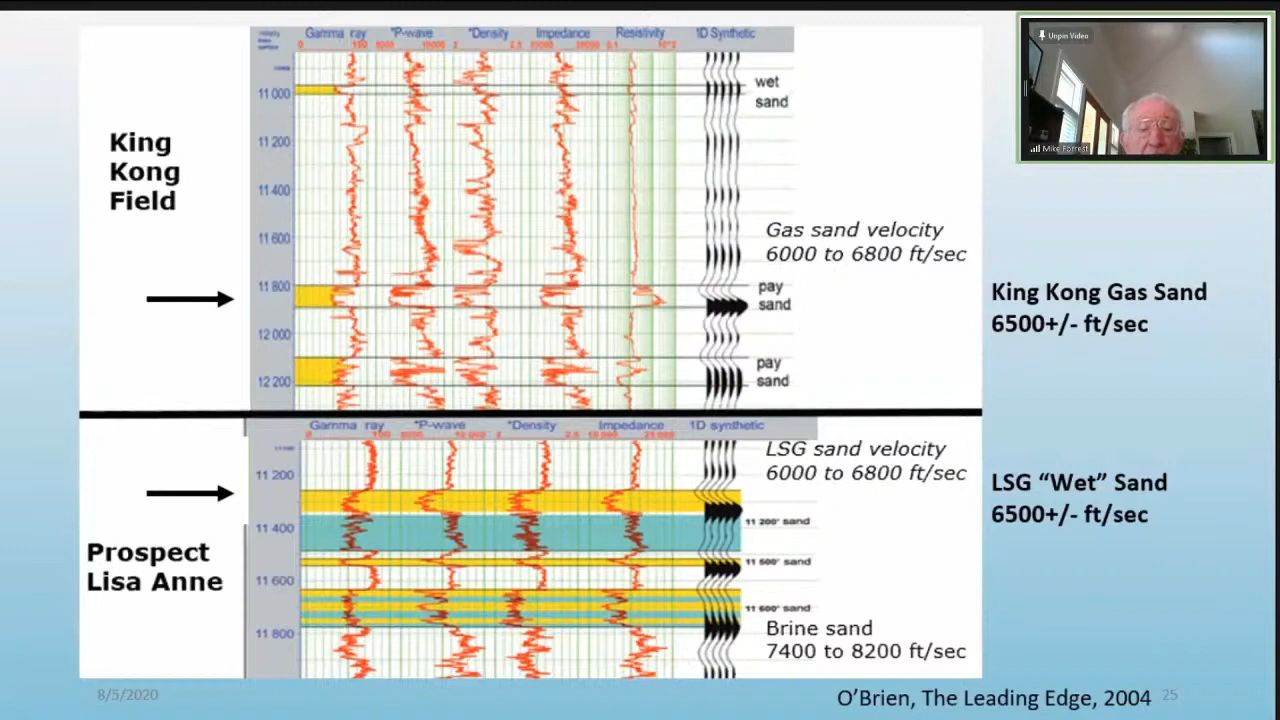 Gamma ray
*P-wave
*Density
Impedance
Resistivity
1D Synthetic
Unpin Video
Mike Forrest
wet
sand
11 000
King
Kong
Field
11 200
11 400
Gas sand velocity
6000 to 6800 ft/sec
11 600
11 800
pay
sand
King Kong Gas Sand
6500+/- ft/sec
12 000
pay
sand
12 200
Gamma ray
*P-wave
*Density
Impedance
1D synthetic
LSG sand velocity
6000 to 6800 ft/sec
11 200
LSG “Wet” Sand
6500+/- ft/sec
11 400
11 200' sand
Prospect
Lisa Anne
11 500' sand
11 600
11 600' sand
11 800
Brine sand
7400 to 8200 ft/sec
8/5/2020
O’Brien, The Leading Edge, 2004
25